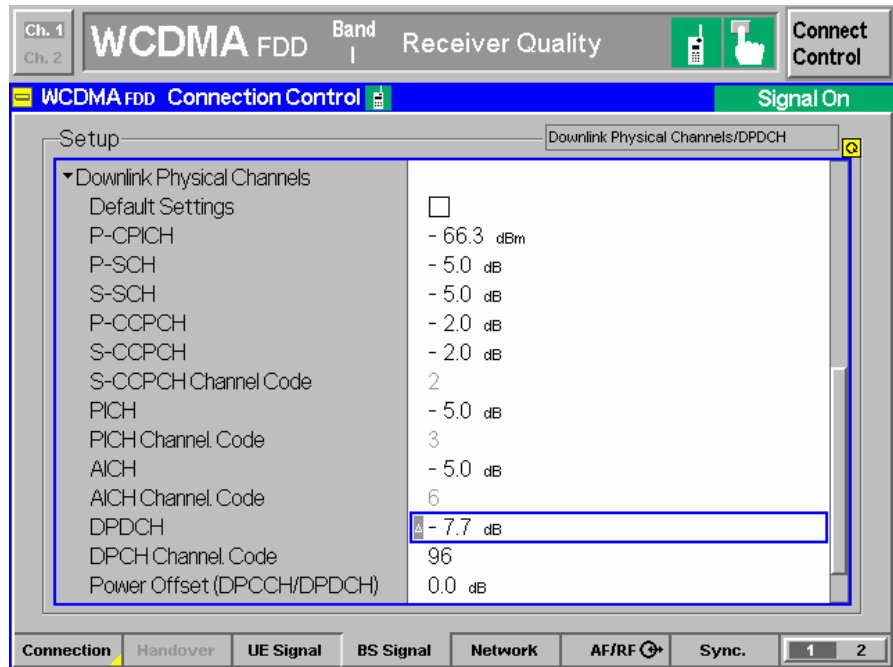 Ch. 1
Ch. 2
WCDMA FDD Band I Receiver Quality
Connect Control
WCDMA FDD Connection Control Signal On
Setup Downlink Physical Channels/DPDCH
Downlink Physical Channels
Default Settings
P-CPICH - 66.3 dBm
P-SCH - 5.0 dB
S-SCH - 5.0 dB
P-CCPCH - 2.0 dB
S-CCPCH - 2.0 dB
S-CCPCH Channel Code 2
PICH - 5.0 dB
PICH Channel. Code 3
AICH - 5.0 dB
AICH Channel. Code 6
DPDCH - 7.7 dB
DPCH Channel. Code 96
Power Offset (DPCCH/DPDCH) 0.0 dB
Connection Handover UE Signal BS Signal Network AF/RF Sync. 1 2